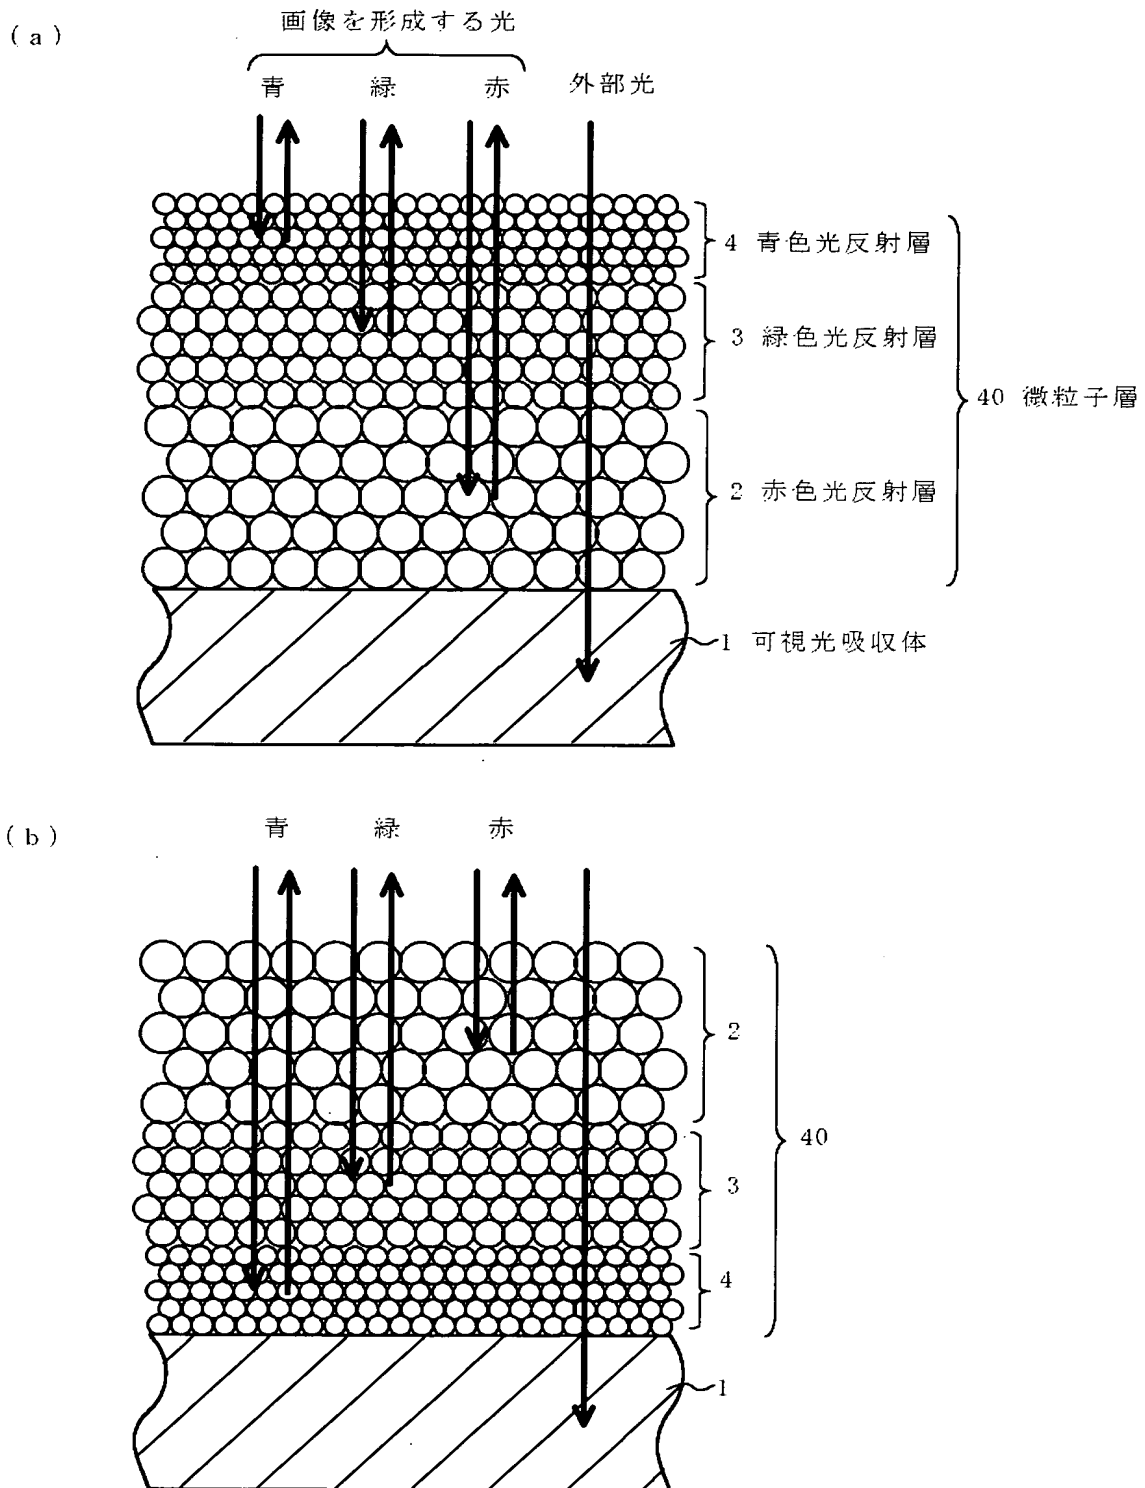 (a)
画像を形成する光
青 緑 赤 外部光
4 青色光反射層
3 緑色光反射層
40 微粒子層
2 赤色光反射層
1 可視光吸収体
(b)
青 緑 赤
2
40
3
4
1